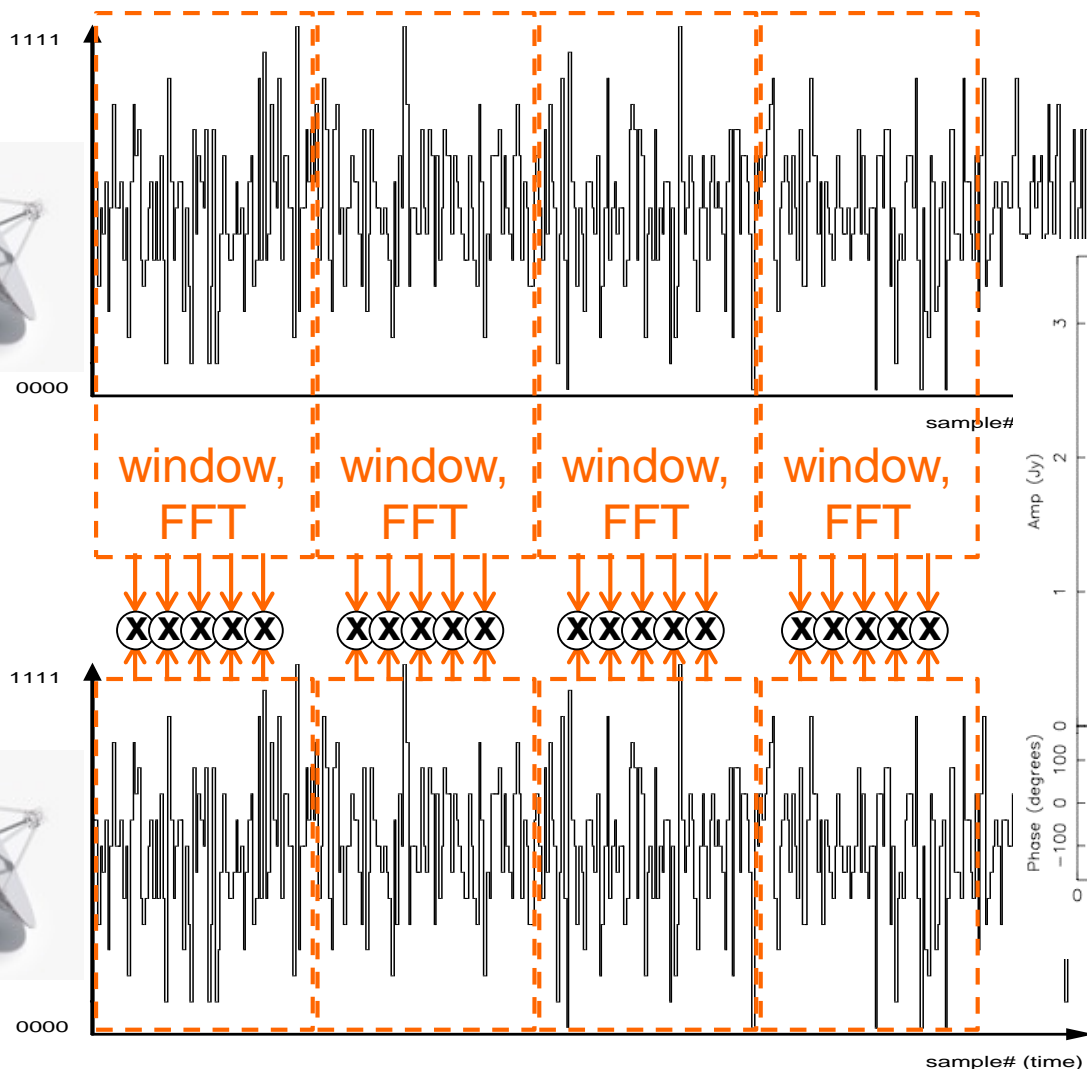 1111
0000
sample#
window,
FFT
window,
FFT
window,
FFT
window,
FFT
X X X X X
X X X X X
X X X X X
X X X X X
1111
0000
sample# (time)
Amp (Jy)
3
2
1
0
Phase (degrees)
100
0
-100
0